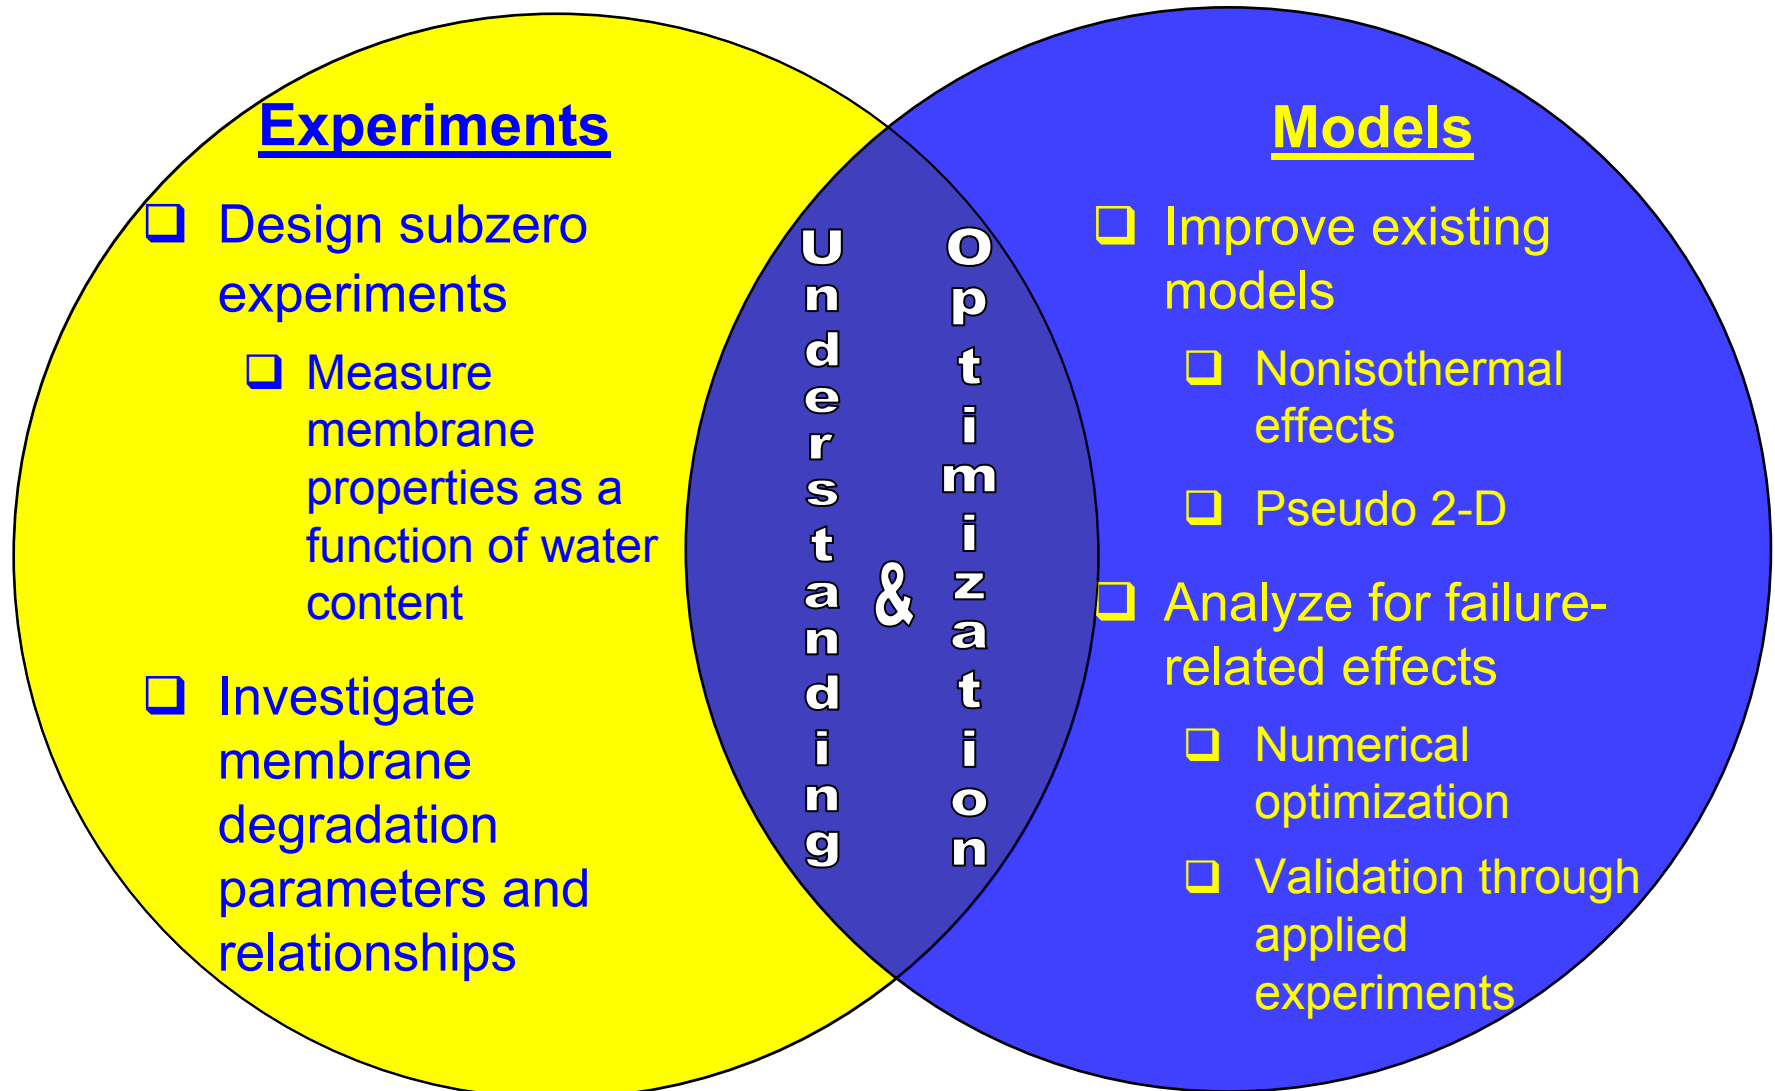 Experiments
❑ Design subzero
experiments
❑ Measure
membrane
properties as a
function of water
content
❑ Investigate
membrane
degradation
parameters and
relationships
Understanding
&
Optimization
Models
❑ Improve existing
models
❑ Nonisothermal
effects
❑ Pseudo 2-D
❑ Analyze for failure-
related effects
❑ Numerical
optimization
❑ Validation through
applied
experiments